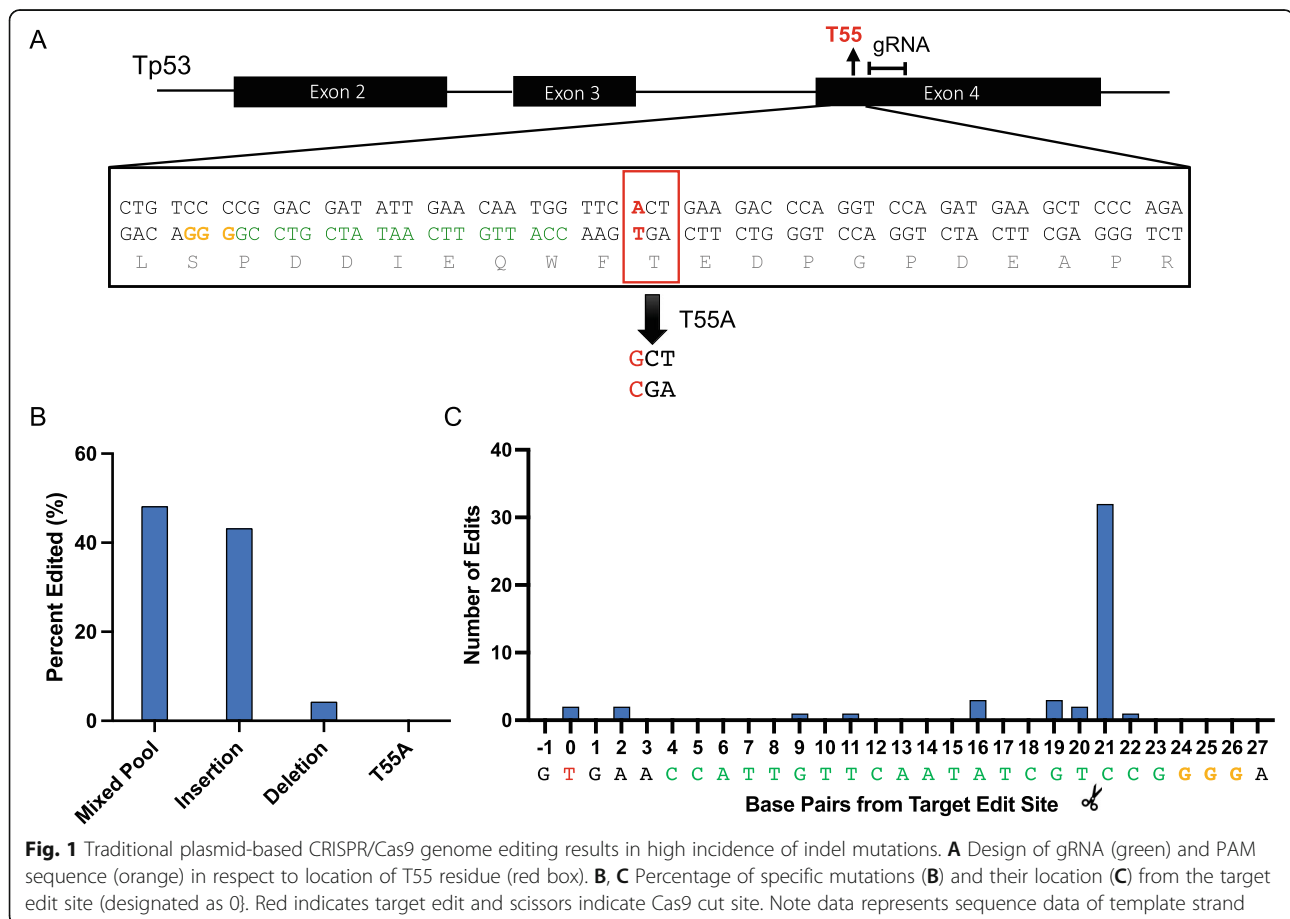 A
T55
gRNA
Tp53
Exon 2
Exon 3
Exon 4
CTG TCC CCG GAC GAT ATT GAA CAA TGG TTC ACT GAA GAC CCA GGT CCA GAT GAA GCT CCC AGA
GAC AGG GGC CTG CTA TAA CTT GTT ACC AAG TGA CTT CTG GGT CCA GGT CTA CTT CGA GGG TCT
L S P D D I E Q W F T E D P G P D E A P R
T55A
GCT
CGA
B
Percent Edited (%)
60
40
20
0
Mixed Pool
Insertion
Deletion
T55A
C
Number of Edits
40
30
20
10
0
-1 0 1 2 3 4 5 6 7 8 9 10 11 12 13 14 15 16 17 18 19 20 21 22 23 24 25 26 27
G T G A A C C A T T G T T C A A T A T C G T C C G G G G A
Base Pairs from Target Edit Site
Fig. 1 Traditional plasmid-based CRISPR/Cas9 genome editing results in high incidence of indel mutations. A Design of gRNA (green) and PAM
sequence (orange) in respect to location of T55 residue (red box). B, C Percentage of specific mutations (B) and their location (C) from the target
edit site (designated as 0}. Red indicates target edit and scissors indicate Cas9 cut site. Note data represents sequence data of template strand